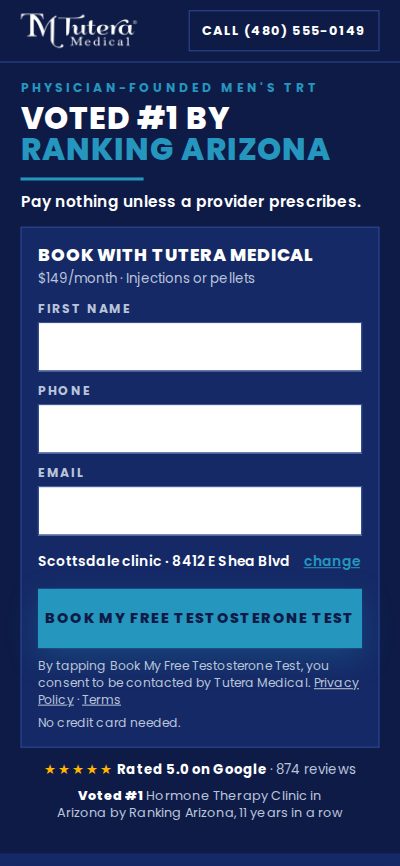 Tutera
Medical
CALL (480) 555-0149
PHYSICIAN-FOUNDED MEN'S TRT
VOTED #1 BY
RANKING ARIZONA
Pay nothing unless a provider prescribes.
BOOK WITH TUTERA MEDICAL
$149/month · Injections or pellets
FIRST NAME
PHONE
EMAIL
Scottsdale clinic · 8412 E Shea Blvd change
BOOK MY FREE TESTOSTERONE TEST
By tapping Book My Free Testosterone Test, you
consent to be contacted by Tutera Medical. Privacy
Policy · Terms
No credit card needed.
★★★★★ Rated 5.0 on Google · 874 reviews
Voted #1 Hormone Therapy Clinic in
Arizona by Ranking Arizona, 11 years in a row